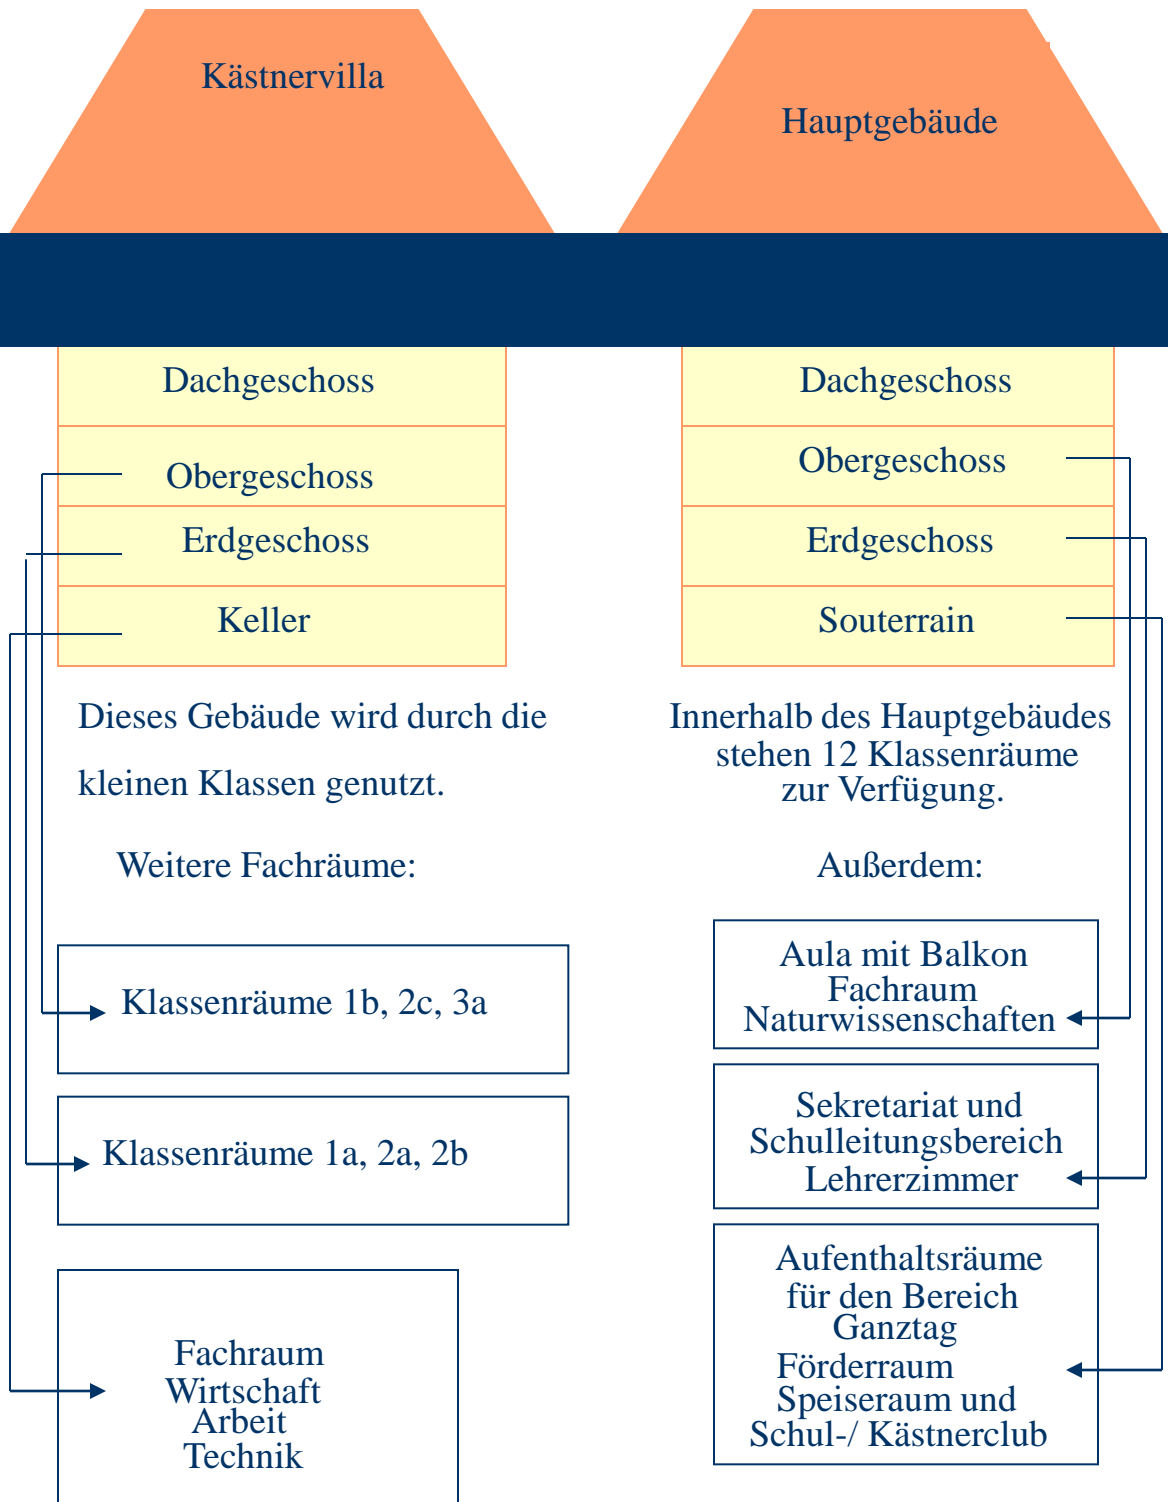 Kästnervilla
Dachgeschoss
Obergeschoss
Erdgeschoss
Keller
Dieses Gebäude wird durch die
kleinen Klassen genutzt.
Weitere Fachräume:
Klassenräume 1b, 2c, 3a
Klassenräume 1a, 2a, 2b
Fachraum
Wirtschaft
Arbeit
Technik
Hauptgebäude
Dachgeschoss
Obergeschoss
Erdgeschoss
Souterrain
Innerhalb des Hauptgebäudes
stehen 12 Klassenräume
zur Verfügung.
Außerdem:
Aula mit Balkon
Fachraum
Naturwissenschaften
Sekretariat und
Schulleitungsbereich
Lehrerzimmer
Aufenthaltsräume
für den Bereich
Ganztag
Förderraum
Speiseraum und
Schul-/ Kästnerclub